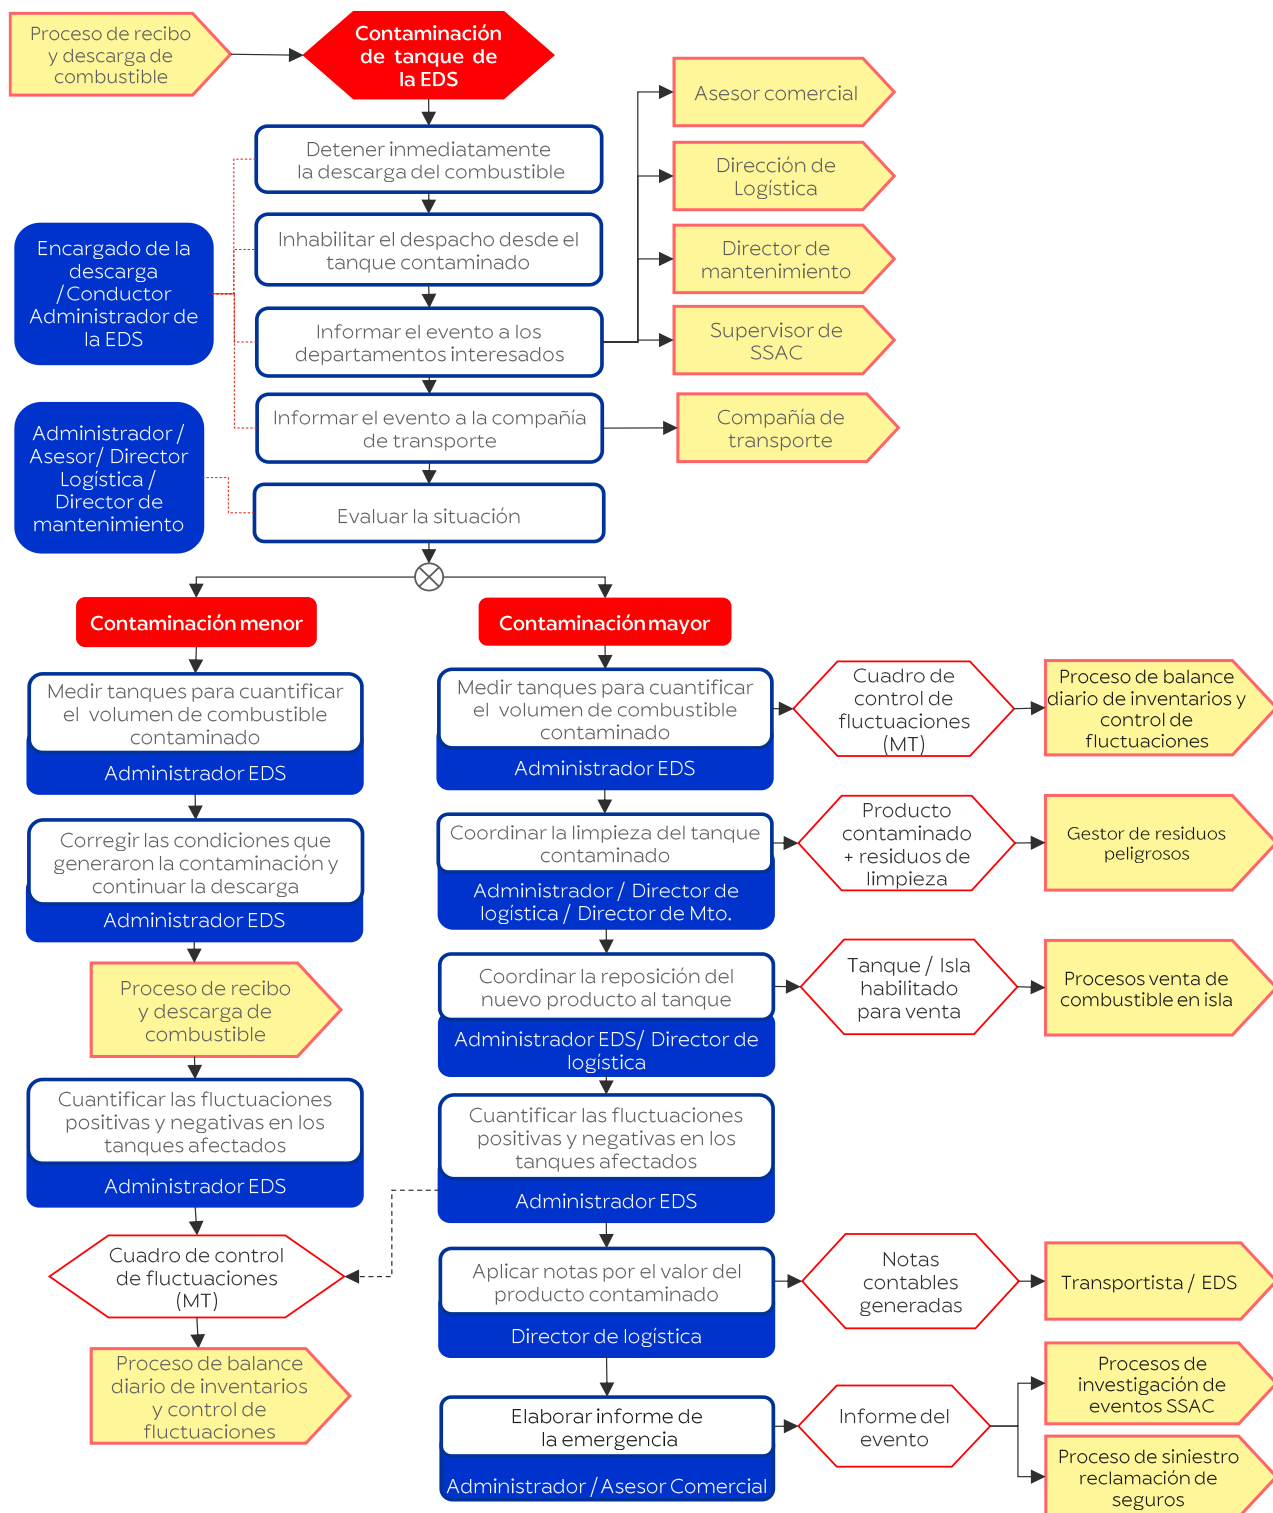 Proceso de recibo
y descarga de
combustible
Contaminación
de tanque de
la EDS
Asesor comercial
Detener inmediatamente
la descarga del combustible
Dirección de
Logística
Inhabilitar el despacho desde el
tanque contaminado
Director de
mantenimiento
Encargado de la
descarga
/Conductor
Administrador de
la EDS
Informar el evento a los
departamentos interesados
Supervisor de
SSAC
Informar el evento a la compañía
de transporte
Compañía de
transporte
Administrador /
Asesor/ Director
Logística /
Director de
mantenimiento
Evaluar la situación
Contaminación menor
Medir tanques para cuantificar
el volumen de combustible
contaminado
Administrador EDS
Corregir las condiciones que
generaron la contaminación y
continuar la descarga
Administrador EDS
Proceso de recibo
y descarga de
combustible
Cuantificar las fluctuaciones
positivas y negativas en los
tanques afectados
Administrador EDS
Cuadro de control
de fluctuaciones
(MT)
Proceso de balance
diario de inventarios
y control de
fluctuaciones
Contaminación mayor
Medir tanques para cuantificar
el volumen de combustible
contaminado
Administrador EDS
Cuadro de
control de
fluctuaciones
(MT)
Proceso de balance
diario de inventarios y
control de
fluctuaciones
Coordinar la limpieza del tanque
contaminado
Administrador / Director de
logística / Director de Mto.
Producto
contaminado
+ residuos de
limpieza
Gestor de residuos
peligrosos
Coordinar la reposición del
nuevo producto al tanque
Administrador EDS/ Director de
logística
Tanque / Isla
habilitado
para venta
Procesos venta de
combustible en isla
Cuantificar las fluctuaciones
positivas y negativas en los
tanques afectados
Administrador EDS
Aplicar notas por el valor del
producto contaminado
Director de logística
Notas
contables
generadas
Transportista / EDS
Elaborar informe de
la emergencia
Administrador / Asesor Comercial
Informe del
evento
Procesos de
investigación de
eventos SSAC
Proceso de siniestro
reclamación de
seguros